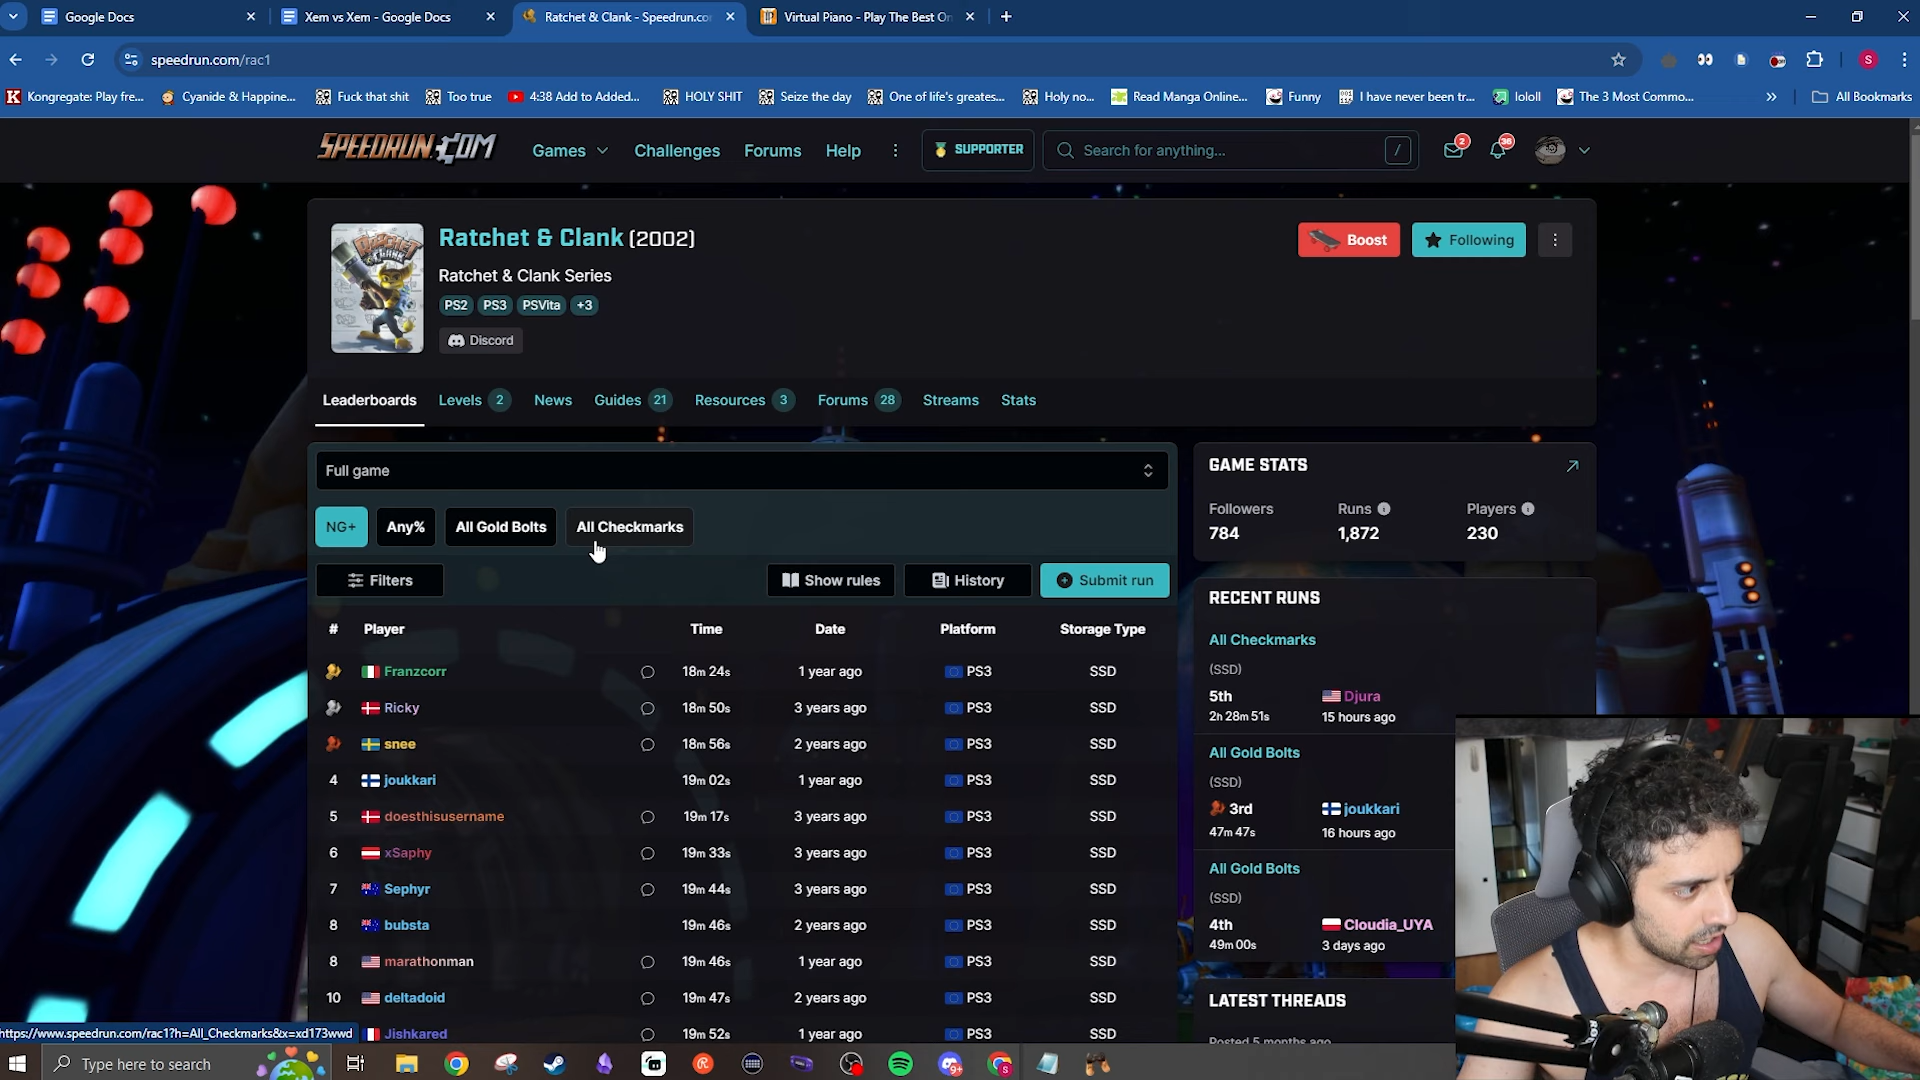 Google Docs
Xem vs Xem - Google Docs
Ratchet & Clank - Speedrun.co
Virtual Piano - Play The Best On
speedrun.com/rac1
S
Kongregate: Play fre...
Cyanide & Happine...
Fuck that shit
Too true
4:38 Add to Added...
HOLY SHIT
Seize the day
One of life's greates...
Holy no...
Read Manga Online...
Funny
I have never been tr...
lololl
The 3 Most Commo...
All Bookmarks
SPEEDRUN.COM
Games
Challenges
Forums
Help
SUPPORTER
Search for anything...
/
2
36
Ratchet & Clank (2002)
Ratchet & Clank Series
PS2 PS3 PSVita +3
Discord
Boost
Following
Leaderboards
Levels 2
News
Guides 21
Resources 3
Forums 28
Streams
Stats
Full game
NG+
Any%
All Gold Bolts
All Checkmarks
Filters
Show rules
History
Submit run
# Player Time Date Platform Storage Type
Franzcorr 18m 24s 1 year ago PS3 SSD
Ricky 18m 50s 3 years ago PS3 SSD
snee 18m 56s 2 years ago PS3 SSD
4 joukkari 19m 02s 1 year ago PS3 SSD
5 doesthisusername 19m 17s 3 years ago PS3 SSD
6 xSaphy 19m 33s 3 years ago PS3 SSD
7 Sephyr 19m 44s 3 years ago PS3 SSD
8 bubsta 19m 46s 2 years ago PS3 SSD
8 marathonman 19m 46s 1 year ago PS3 SSD
10 deltadoid 19m 47s 2 years ago PS3 SSD
Jishkared 19m 52s 1 year ago PS3 SSD
GAME STATS
Followers Runs Players
784 1,872 230
RECENT RUNS
All Checkmarks
(SSD)
5th Djura
2h 28m 51s 15 hours ago
All Gold Bolts
(SSD)
3rd joukkari
47m 47s 16 hours ago
All Gold Bolts
(SSD)
4th Cloudia_UYA
49m 00s 3 days ago
LATEST THREADS
Posted 5 months ago
https://www.speedrun.com/rac1?h=All_Checkmarks&x=xd173wwd
Type here to search